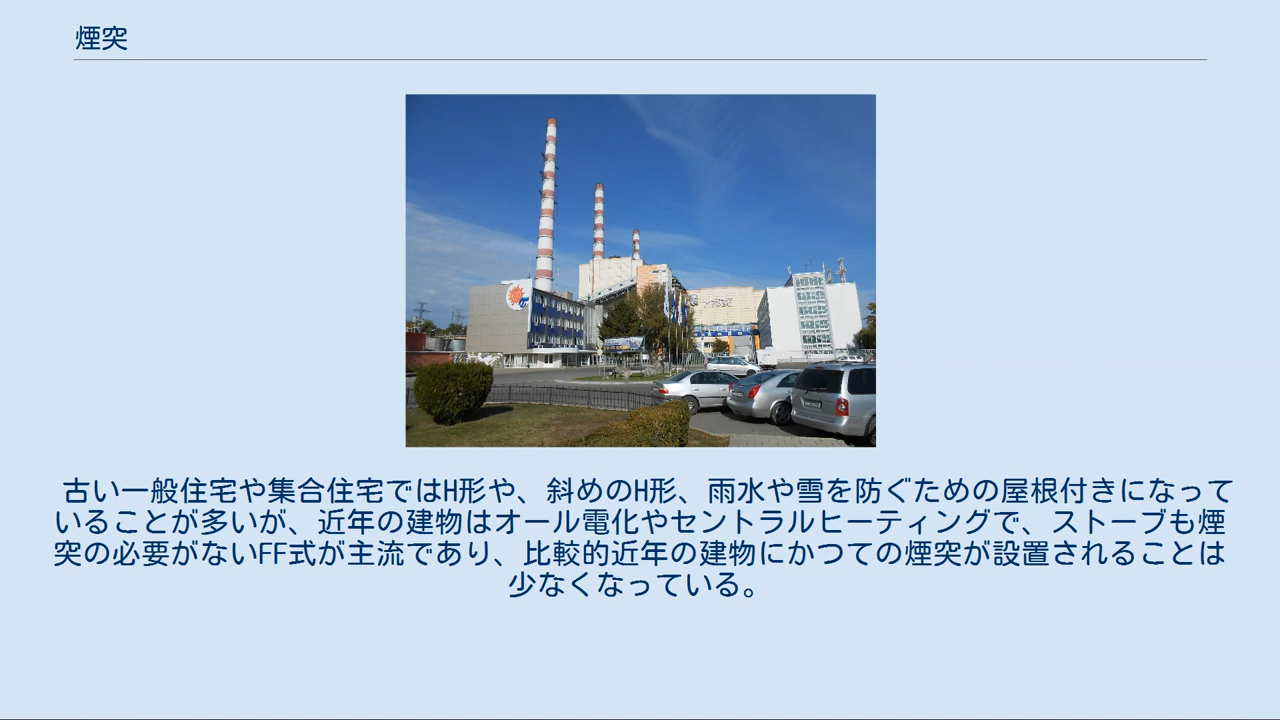 煙突
古い一般住宅や集合住宅ではH形や、斜めのH形、雨水や雪を防ぐための屋根付きになって
いることが多いが、近年の建物はオール電化やセントラルヒーティングで、ストーブも煙
突の必要がないFF式が主流であり、比較的近年の建物にかつての煙突が設置されることは
少なくなっている。